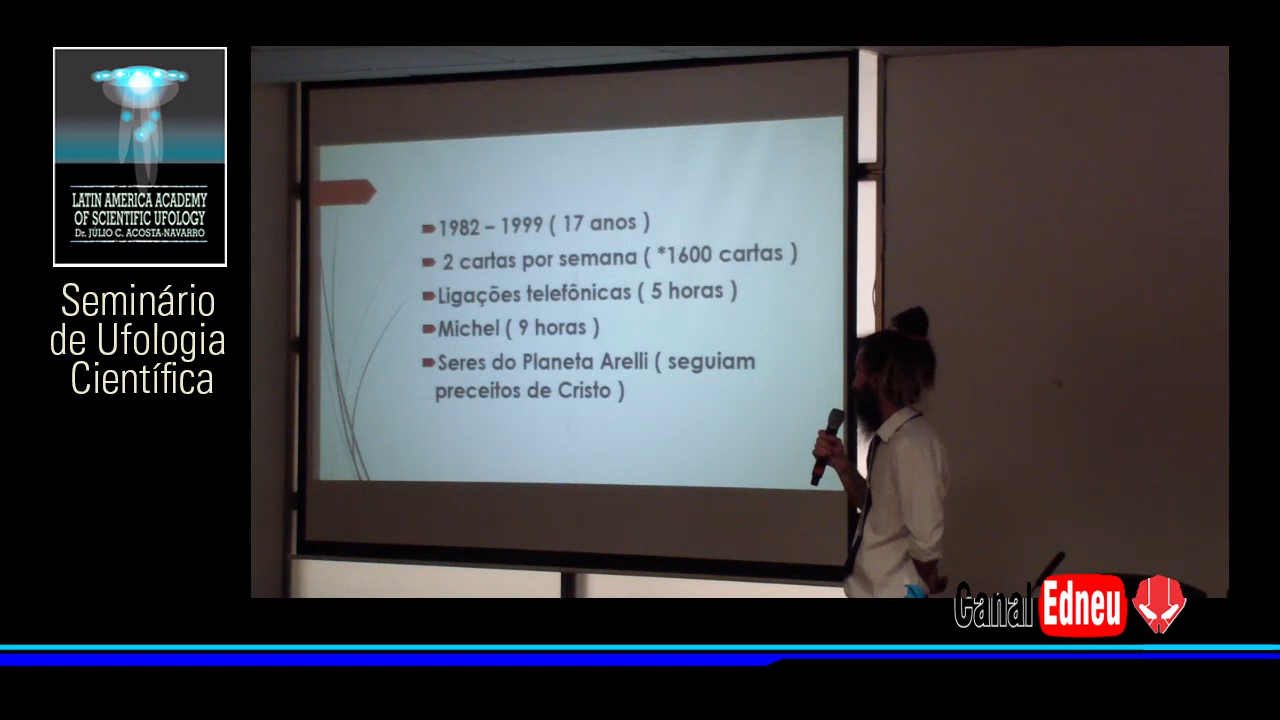 LATIN AMERICA ACADEMY
OF SCIENTIFIC UFOLOGY
Dr. JÚLIO C. ACOSTA-NAVARRO
Seminário
de Ufologia
Científica
1982 – 1999 ( 17 anos )
2 cartas por semana ( *1600 cartas )
Ligações telefônicas ( 5 horas )
Michel ( 9 horas )
Seres do Planeta Arelli ( seguiam
preceitos de Cristo )
Canal Edneu